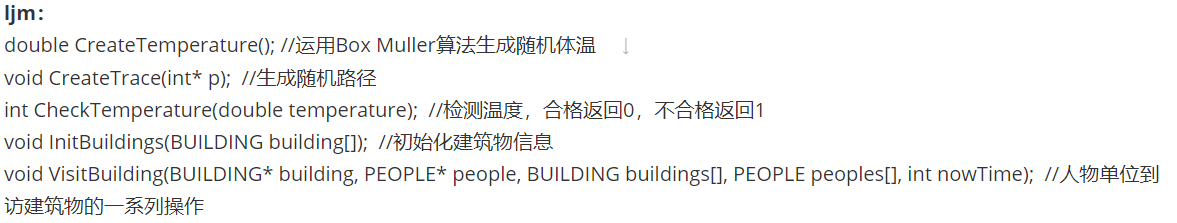 ljm：
double CreateTemperature(); //运用Box Muller算法生成随机体温 ↓
void CreateTrace(int* p);  //生成随机路径
int CheckTemperature(double temperature);  //检测温度，合格返回0，不合格返回1
void InitBuildings(BUILDING building[]);  //初始化建筑物信息
void VisitBuilding(BUILDING* building, PEOPLE* people, BUILDING buildings[], PEOPLE peoples[], int nowTime);  //人物单位到
访建筑物的一系列操作